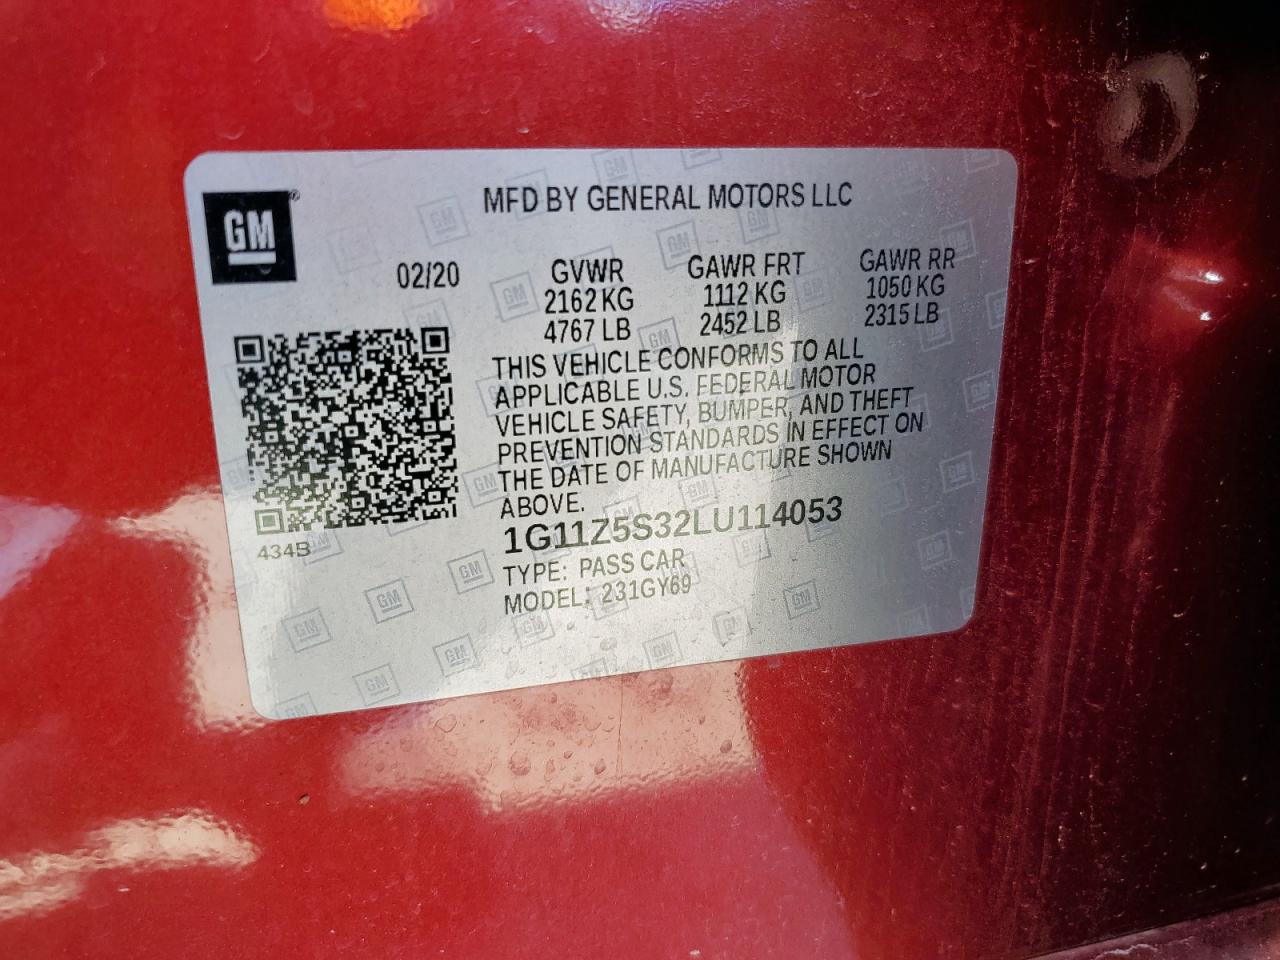 GM
MFD BY GENERAL MOTORS LLC
02/20
GVWR
2162 KG
4767 LB
GAWR FRT
1112 KG
2452 LB
GAWR RR
1050 KG
2315 LB
THIS VEHICLE CONFORMS TO ALL
APPLICABLE U.S. FEDERAL MOTOR
VEHICLE SAFETY, BUMPER, AND THEFT
PREVENTION STANDARDS IN EFFECT ON
THE DATE OF MANUFACTURE SHOWN
ABOVE.
434B
1G11Z5S32LU114053
TYPE: PASS CAR
MODEL: 231GY69